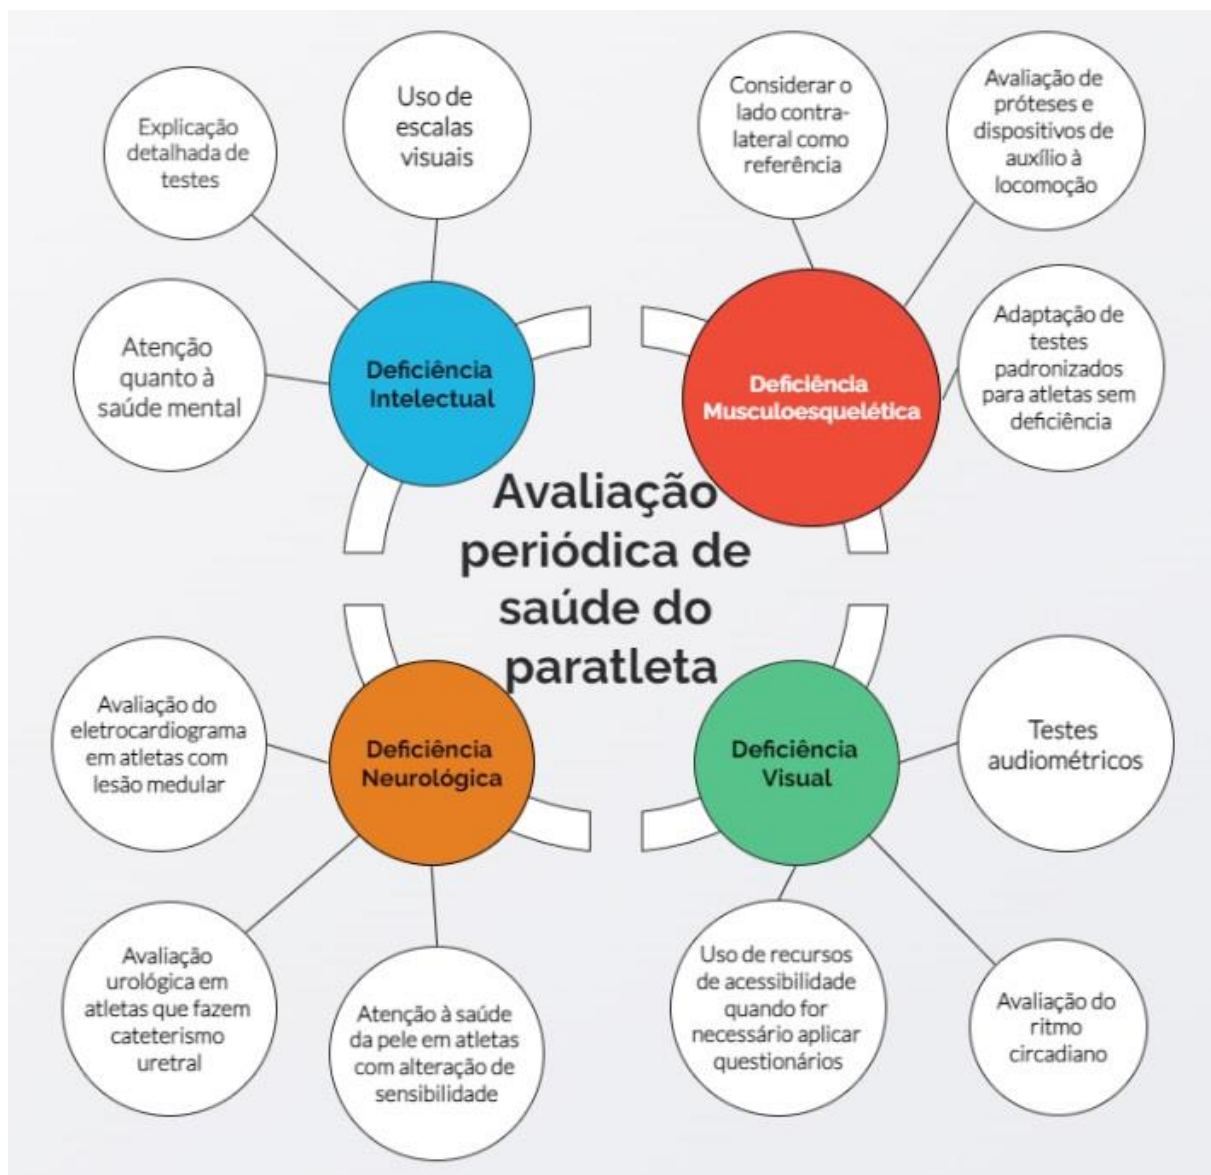 Explicação
detalhada de
testes
Uso de
escalas
visuais
Atenção
quanto à
saúde mental
Deficiência
Intelectual
Considerar o
lado contra-
lateral como
referência
Avaliação de
próteses e
dispositivos de
auxílio à
locomoção
Adaptação de
testes
padronizados
para atletas sem
deficiência
Deficiência
Musculoesquelética
Avaliação
periódica de
saúde do
paratleta
Avaliação do
eletrocardiograma
em atletas com
lesão medular
Deficiência
Neurológica
Avaliação
urológica em
atletas que fazem
cateterismo
uretral
Atenção à saúde
da pele em atletas
com alteração de
sensibilidade
Deficiência
Visual
Testes
audiométricos
Uso de recursos
de acessibilidade
quando for
necessário aplicar
questionários
Avaliação do
ritmo
circadiano